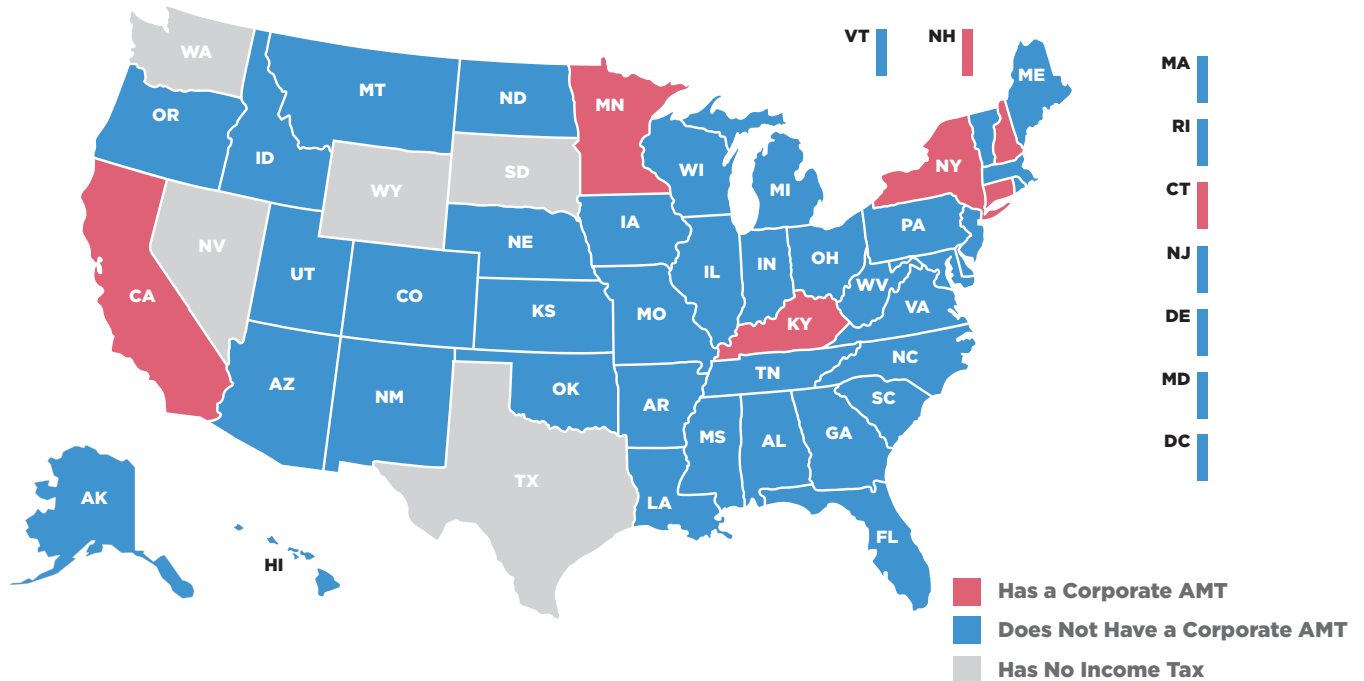 VT
NH
ME
MA
WA
MT
ND
MN
OR
RI
ID
WI
NY
SD
WY
MI
CT
IA
PA
NV
NE
NJ
OH
IN
UT
IL
WV
CA
CO
VA
KS
MO
DE
KY
NC
TN
MD
AZ
OK
NM
SC
AR
GA
MS
AL
DC
TX
AK
LA
FL
HI
Has a Corporate AMT
Does Not Have a Corporate AMT
Has No Income Tax